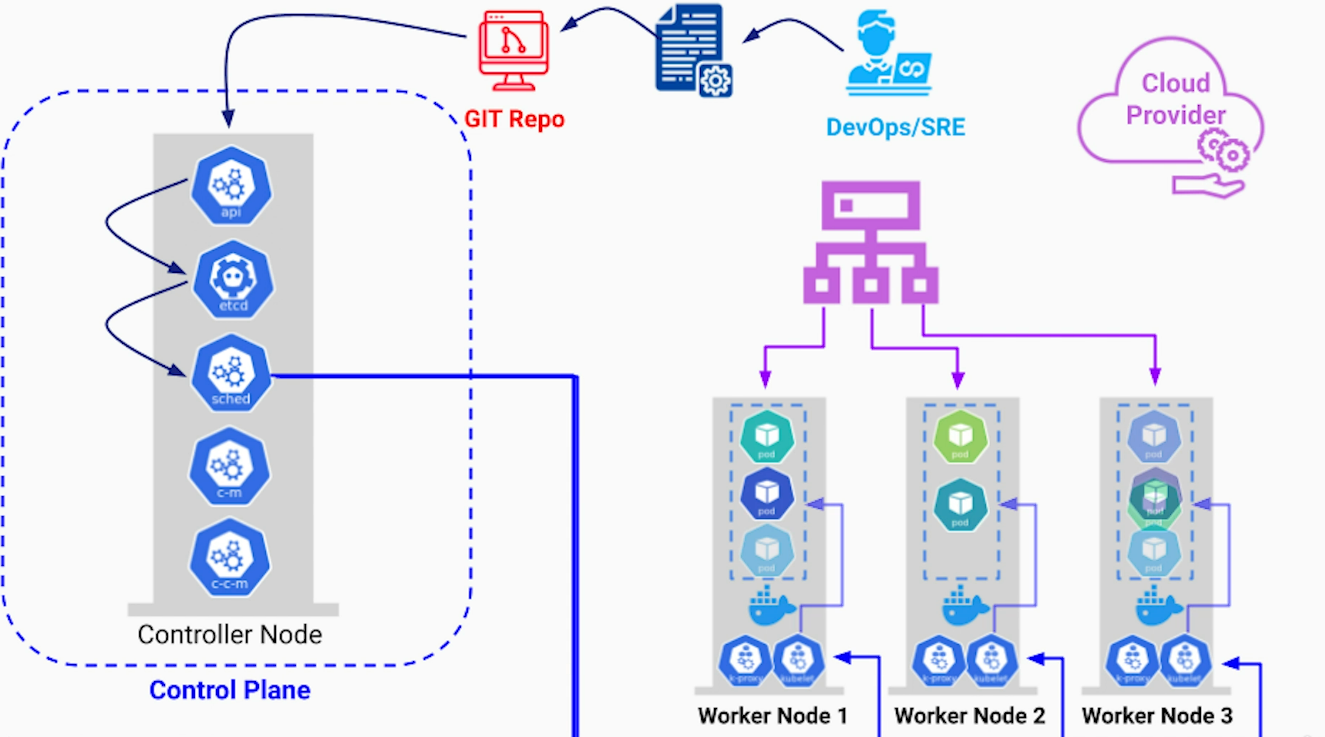 GIT Repo
DevOps/SRE
Cloud
Provider
api
etcd
sched
c-m
c-c-m
Controller Node
Control Plane
pod
pod
pod
k-proxy
kubelet
Worker Node 1
pod
pod
k-proxy
kubelet
Worker Node 2
pod
pod
pod
pod
k-proxy
kubelet
Worker Node 3